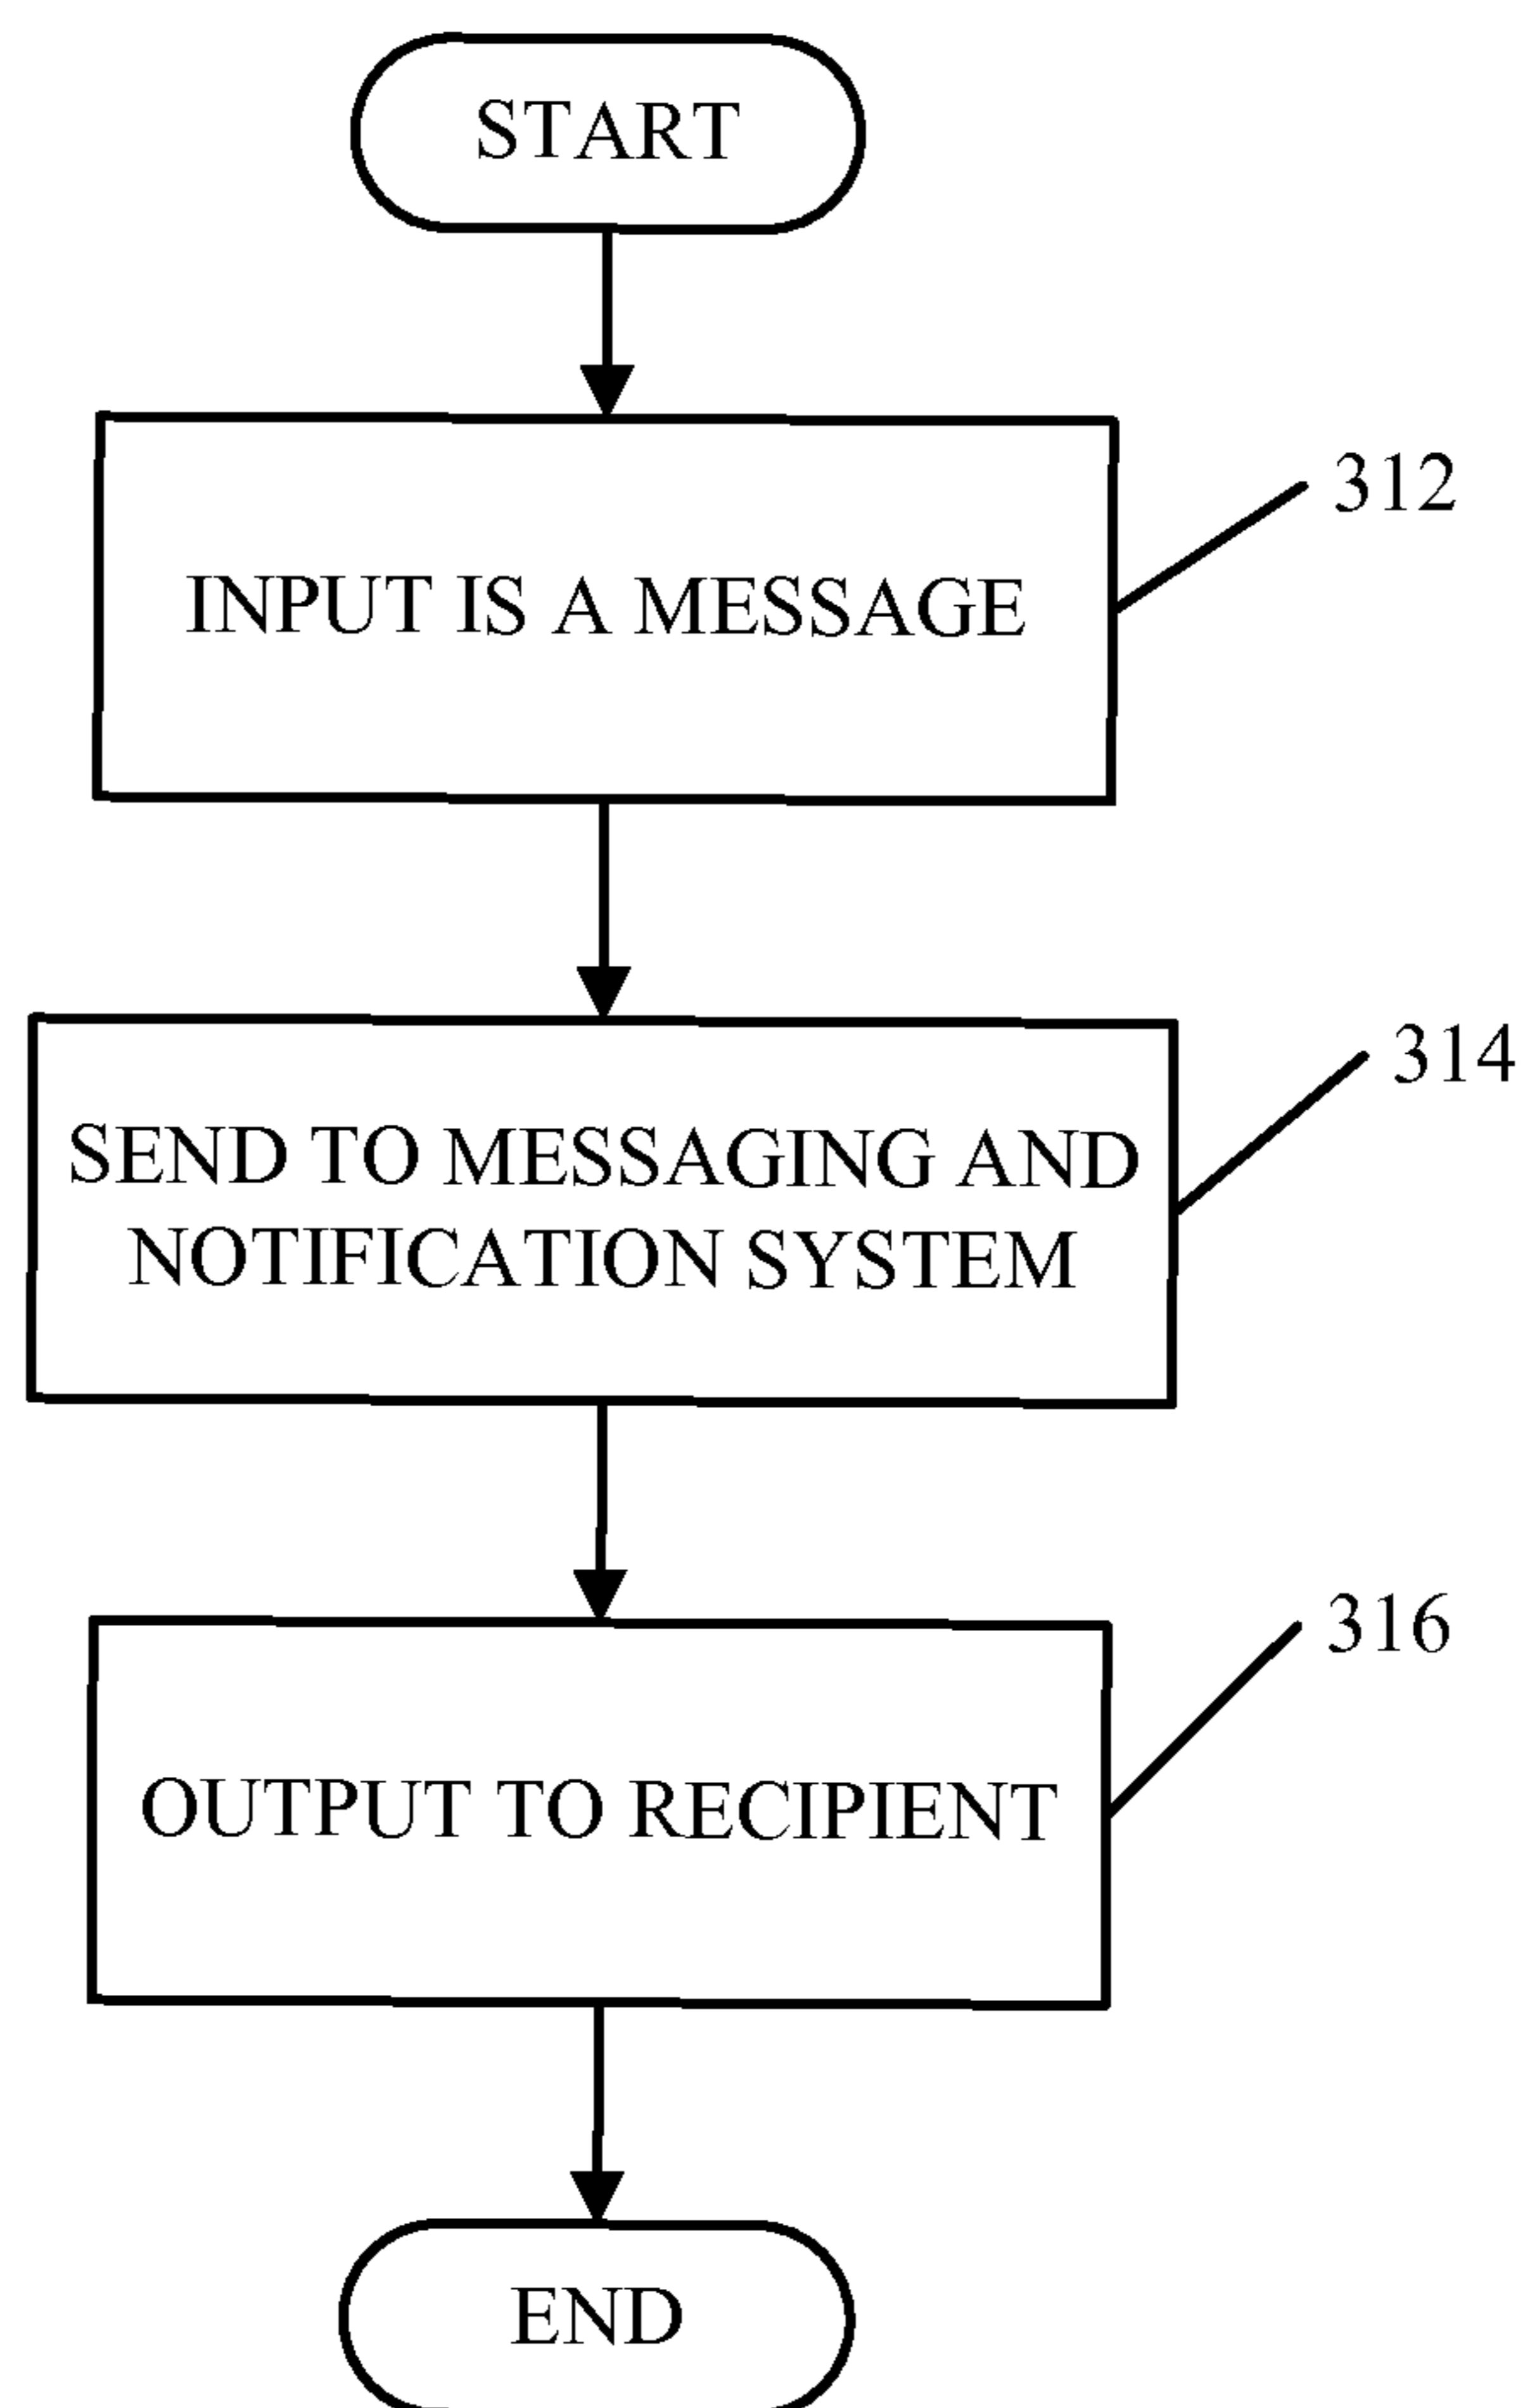 START
INPUT IS A MESSAGE
312
SEND TO MESSAGING AND
NOTIFICATION SYSTEM
314
OUTPUT TO RECIPIENT
316
END